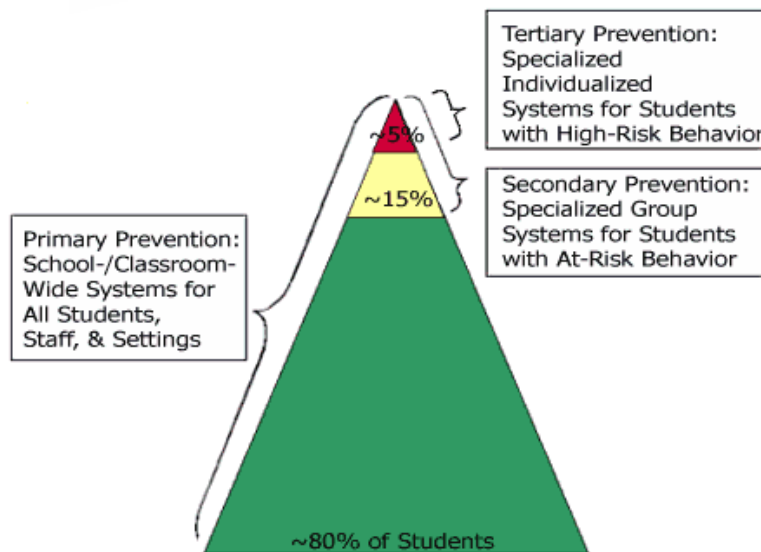 Tertiary Prevention:
Specialized
Individualized
Systems for Students
with High-Risk Behavior
~5%
~15%
Secondary Prevention:
Specialized Group
Systems for Students
with At-Risk Behavior
Primary Prevention:
School-/Classroom-
Wide Systems for
All Students,
Staff, & Settings
~80% of Students